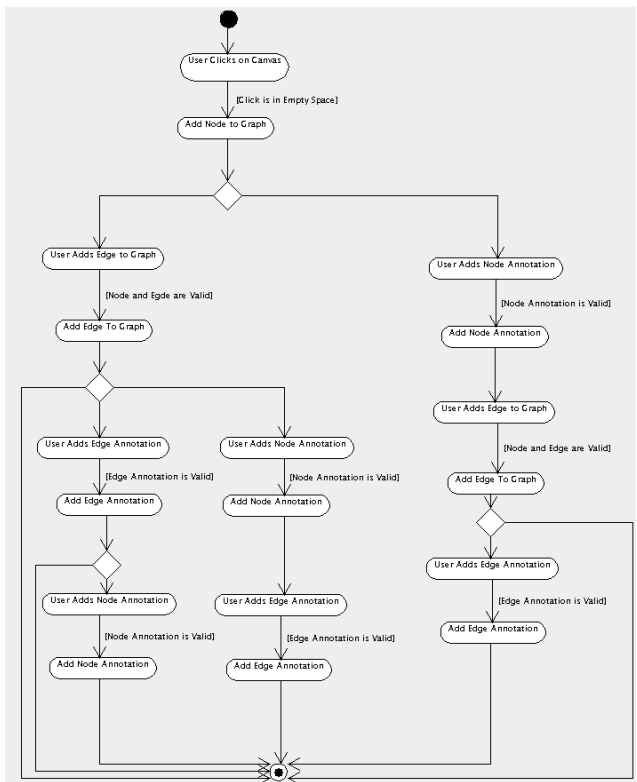 User Clicks on Canvas
[Click is in Empty Space]
Add Node to Graph
User Adds Edge to Graph
[Node and Egde are Valid]
Add Edge To Graph
User Adds Edge Annotation
[Edge Annotation is Valid]
Add Edge Annotation
User Adds Node Annotation
[Node Annotation is Valid]
Add Node Annotation
User Adds Node Annotation
[Node Annotation is Valid]
Add Node Annotation
User Adds Edge Annotation
[Edge Annotation is Valid]
Add Edge Annotation
User Adds Node Annotation
[Node Annotation is Valid]
Add Node Annotation
User Adds Edge to Graph
[Node and Edge are Valid]
Add Edge To Graph
User Adds Edge Annotation
[Edge Annotation is Valid]
Add Edge Annotation